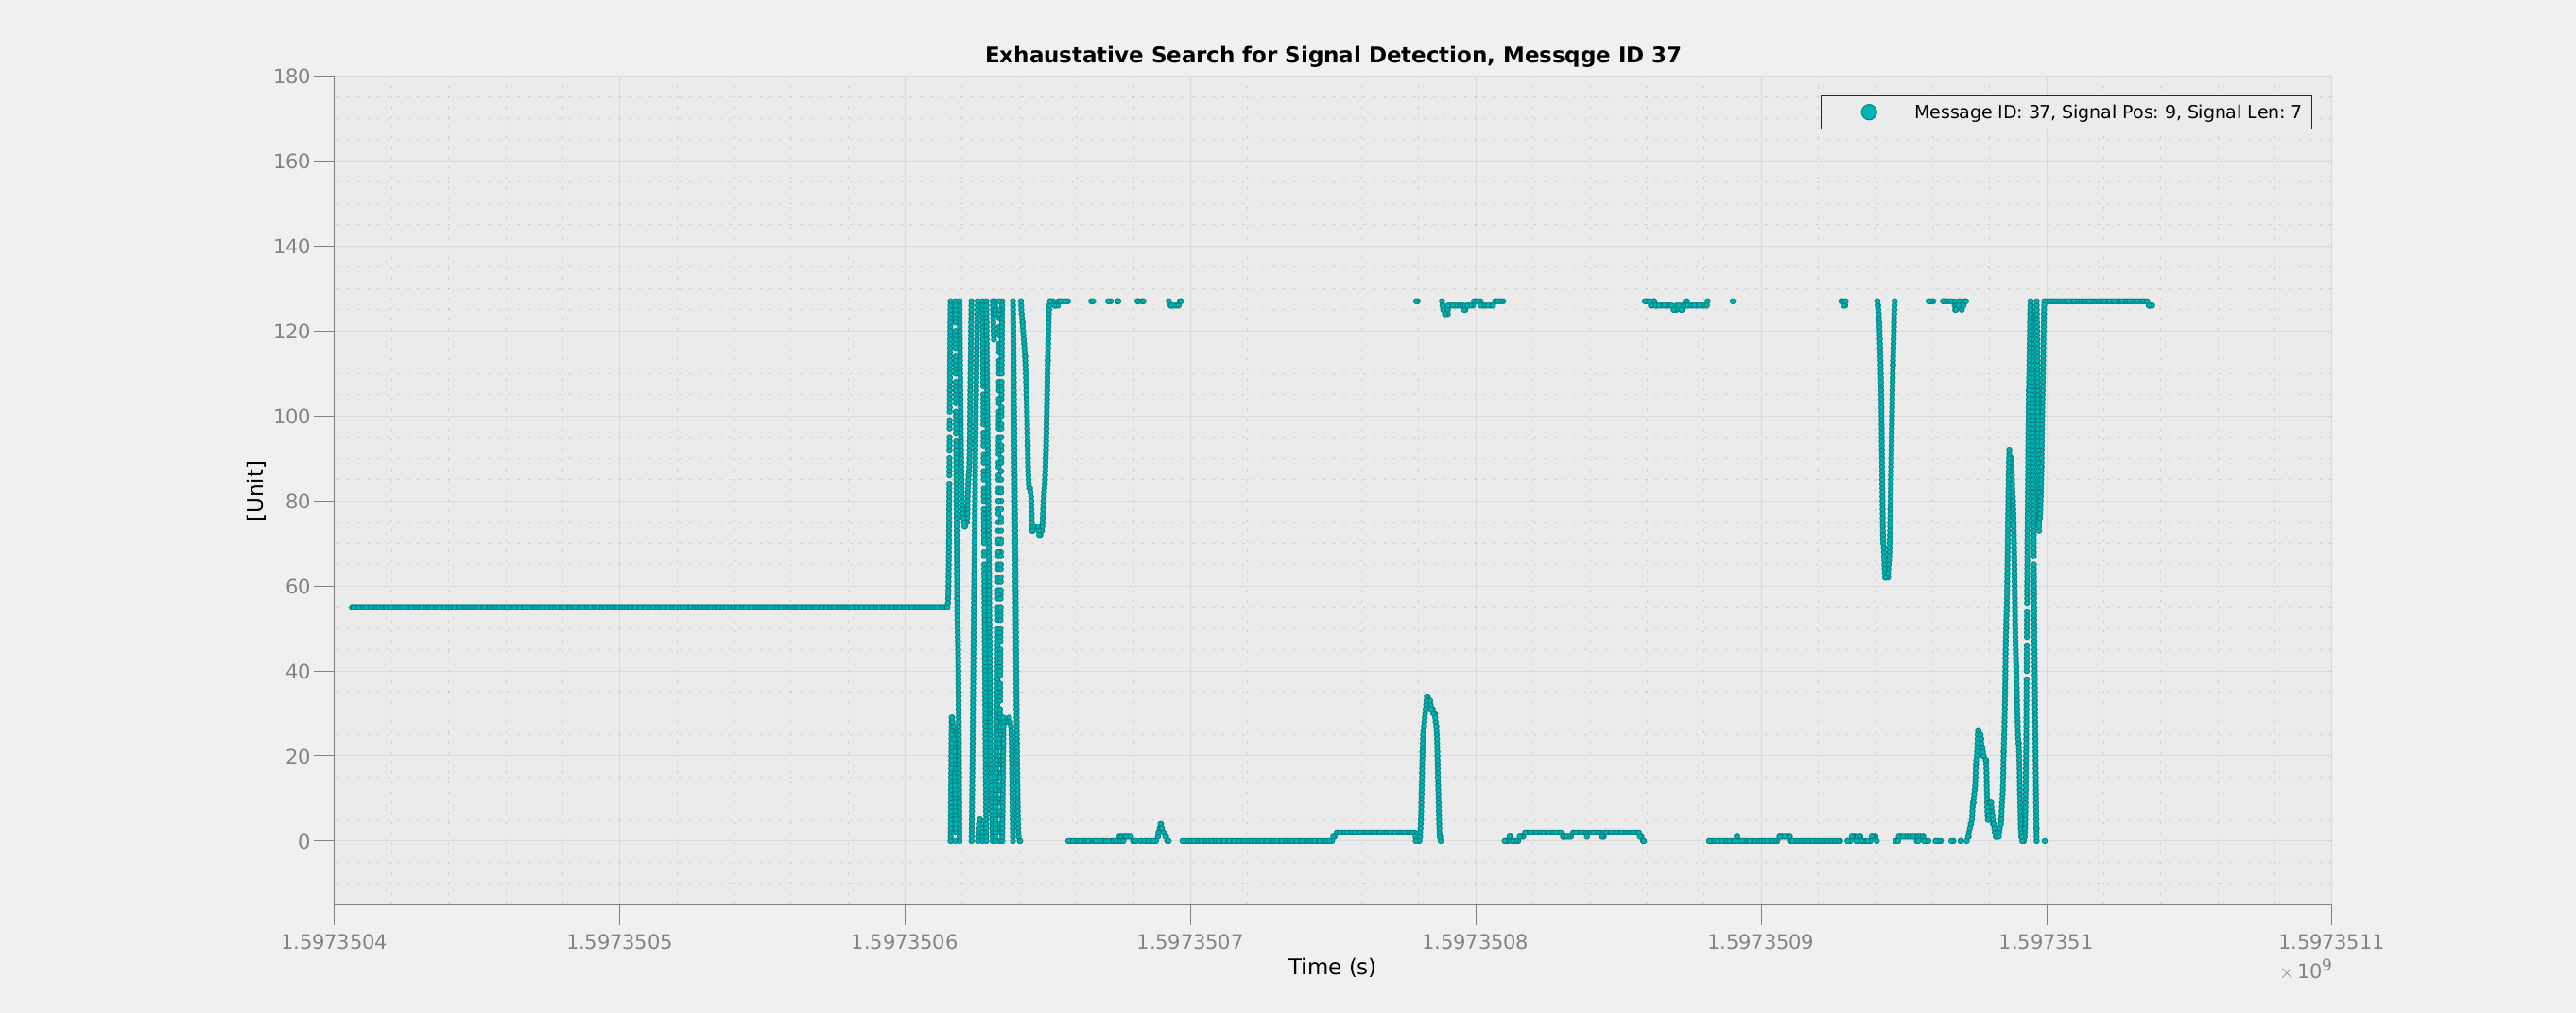 Exhaustative Search for Signal Detection, Messqge ID 37
Message ID: 37, Signal Pos: 9, Signal Len: 7
180
160
140
120
100
80
60
40
20
0
[Unit]
1.5973504 1.5973505 1.5973506 1.5973507 1.5973508 1.5973509 1.597351 1.5973511
Time (s)
× 10⁹